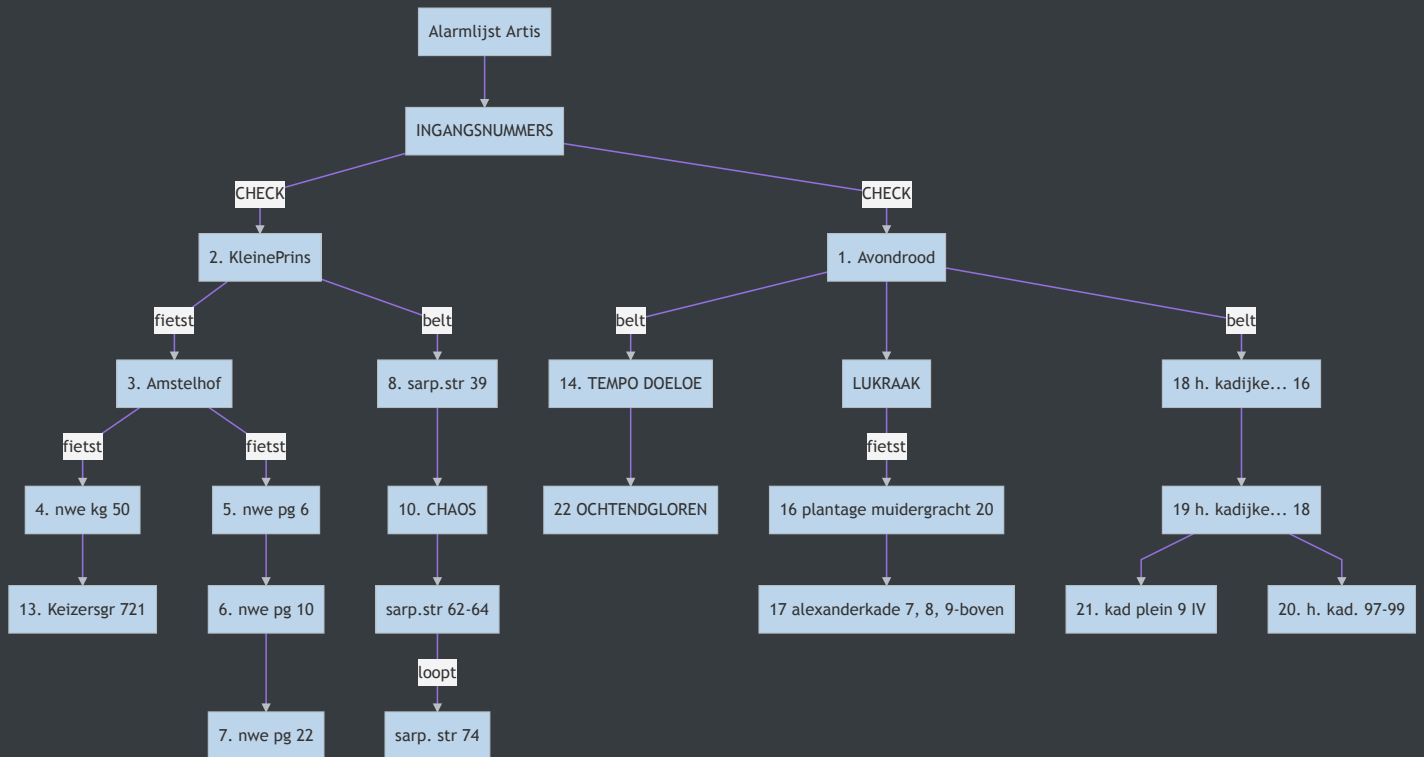 Alarmlijst Artis
INGANGSNUMMERS
CHECK
CHECK
2. KleinePrins
1. Avondrood
fietst
belt
belt
belt
3. Amstelhof
8. sarp.str 39
14. TEMPO DOELOE
LUKRAAK
18 h. kadijke... 16
fietst
fietst
fietst
4. nwe kg 50
5. nwe pg 6
10. CHAOS
22 OCHTENDGLOREN
16 plantage muidergracht 20
19 h. kadijke... 18
13. Keizersgr 721
6. nwe pg 10
sarp.str 62-64
17 alexanderkade 7, 8, 9-boven
21. kad plein 9 IV
20. h. kad. 97-99
loopt
7. nwe pg 22
sarp. str 74